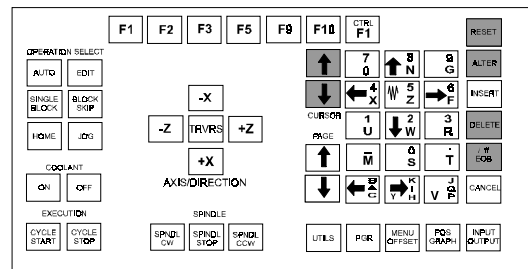 F1 F2 F3 F5 F9 F10 CTRL F1
RESET
OPERATION SELECT
AUTO EDIT
7 8 N 9 G
ALTER
SINGLE BLOCK BLOCK SKIP
-X
4 X 5 Z 6 F
INSERT
HOME JOG
-Z TRVRS +Z
CURSOR
1 U 2 W 3 R
DELETE
PAGE
+X
M 0 S . T
/ # EOB
COOLANT
AXIS/DIRECTION
ON OFF
CANCEL
EXECUTION
SPINDLE
CYCLE START CYCLE STOP
SPNDL CW SPNDL STOP SPNDL CCW
UTILS PGR MENU OFFSET POS GRAPH INPUT OUTPUT